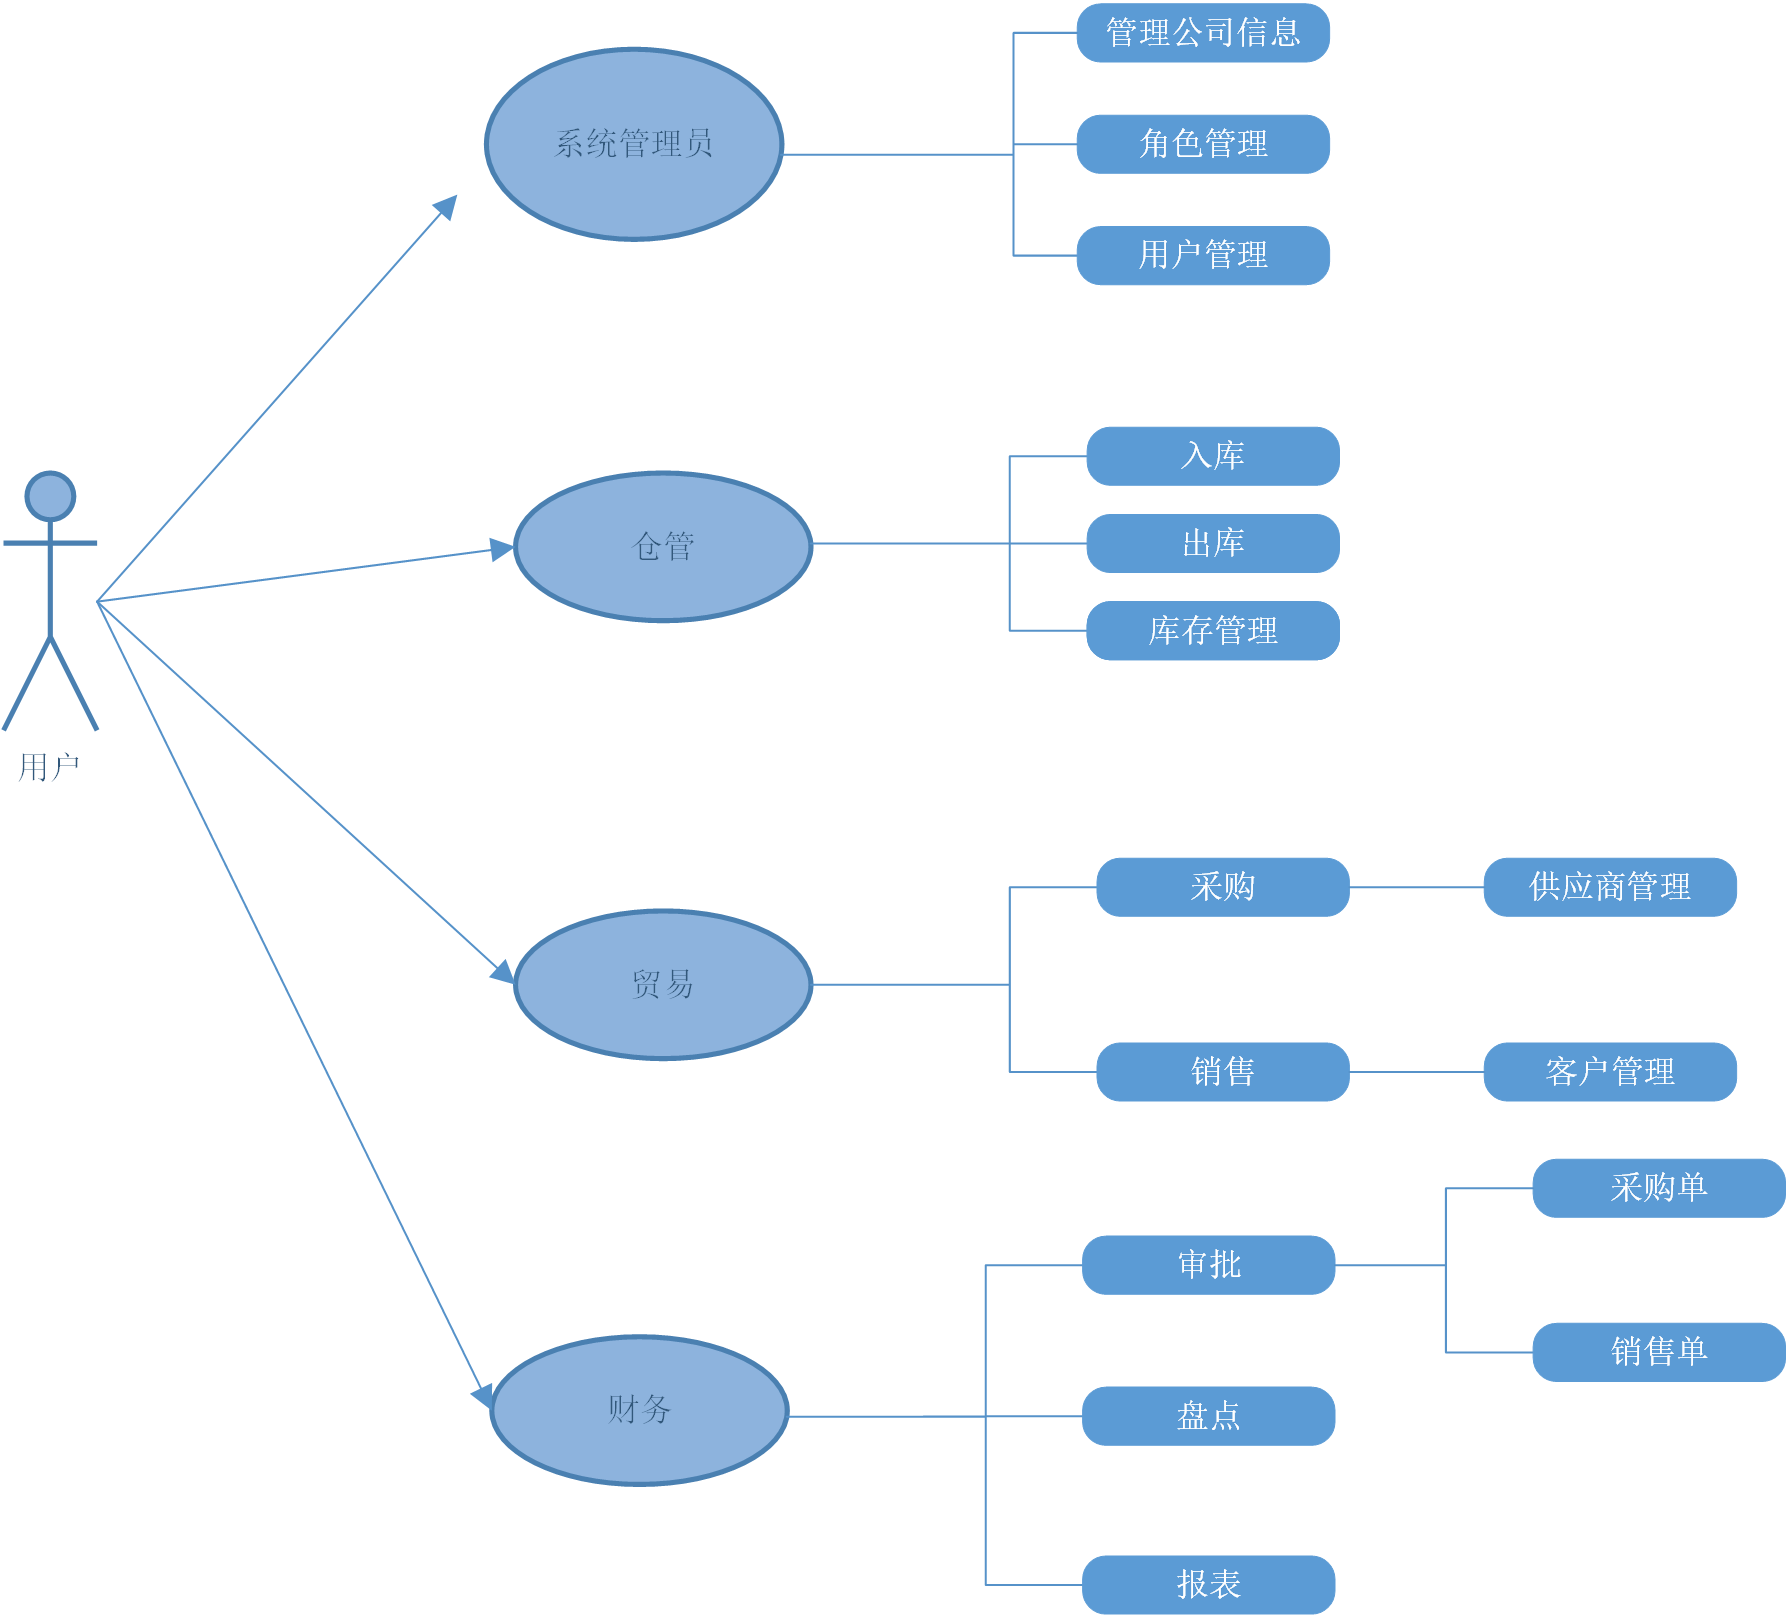 管理公司信息
系统管理员
角色管理
用户管理
入库
仓管
出库
库存管理
用户
采购
供应商管理
贸易
销售
客户管理
采购单
审批
销售单
财务
盘点
报表